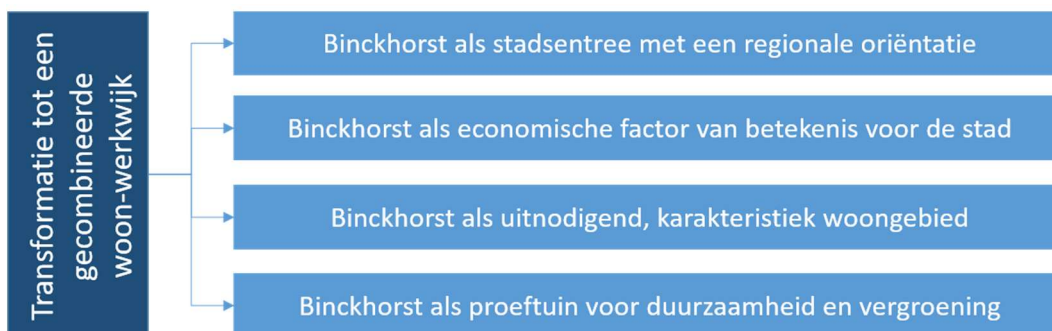 Transformatie tot een
gecombineerde
woon-werkwijk
Binckhorst als stadsentree met een regionale oriëntatie
Binckhorst als economische factor van betekenis voor de stad
Binckhorst als uitnodigend, karakteristiek woongebied
Binckhorst als proeftuin voor duurzaamheid en vergroening